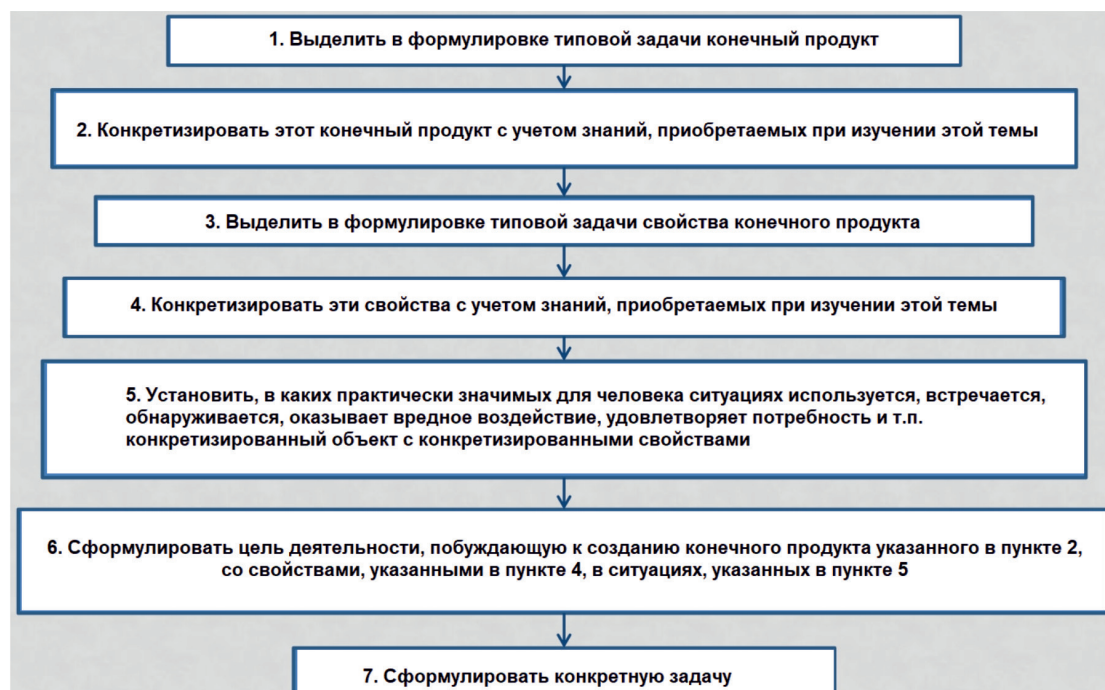 1. Выделить в формулировке типовой задачи конечный продукт
2. Конкретизировать этот конечный продукт с учетом знаний, приобретаемых при изучении этой темы
3. Выделить в формулировке типовой задачи свойства конечного продукта
4. Конкретизировать эти свойства с учетом знаний, приобретаемых при изучении этой темы
5. Установить, в каких практически значимых для человека ситуациях используется, встречается,
обнаруживается, оказывает вредное воздействие, удовлетворяет потребность и т.п.
конкретизированный объект с конкретизированными свойствами
6. Сформулировать цель деятельности, побуждающую к созданию конечного продукта указанного в пункте 2,
со свойствами, указанными в пункте 4, в ситуациях, указанных в пункте 5
7. Сформулировать конкретную задачу